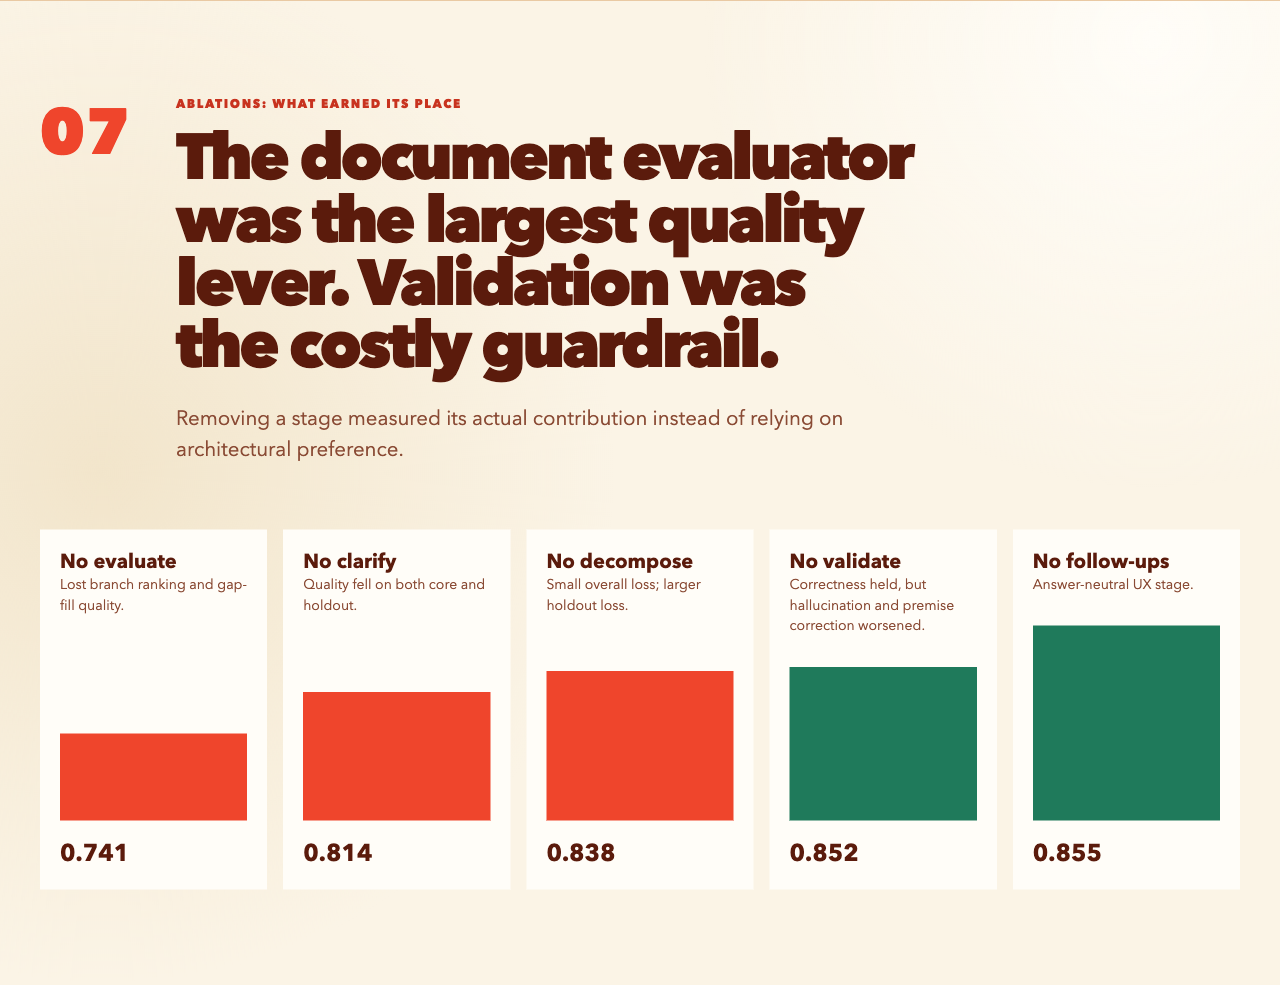 07
ABLATIONS: WHAT EARNED ITS PLACE
The document evaluator
was the largest quality
lever. Validation was
the costly guardrail.
Removing a stage measured its actual contribution instead of relying on
architectural preference.
No evaluate
Lost branch ranking and gap-
fill quality.
0.741
No clarify
Quality fell on both core and
holdout.
0.814
No decompose
Small overall loss; larger
holdout loss.
0.838
No validate
Correctness held, but
hallucination and premise
correction worsened.
0.852
No follow-ups
Answer-neutral UX stage.
0.855